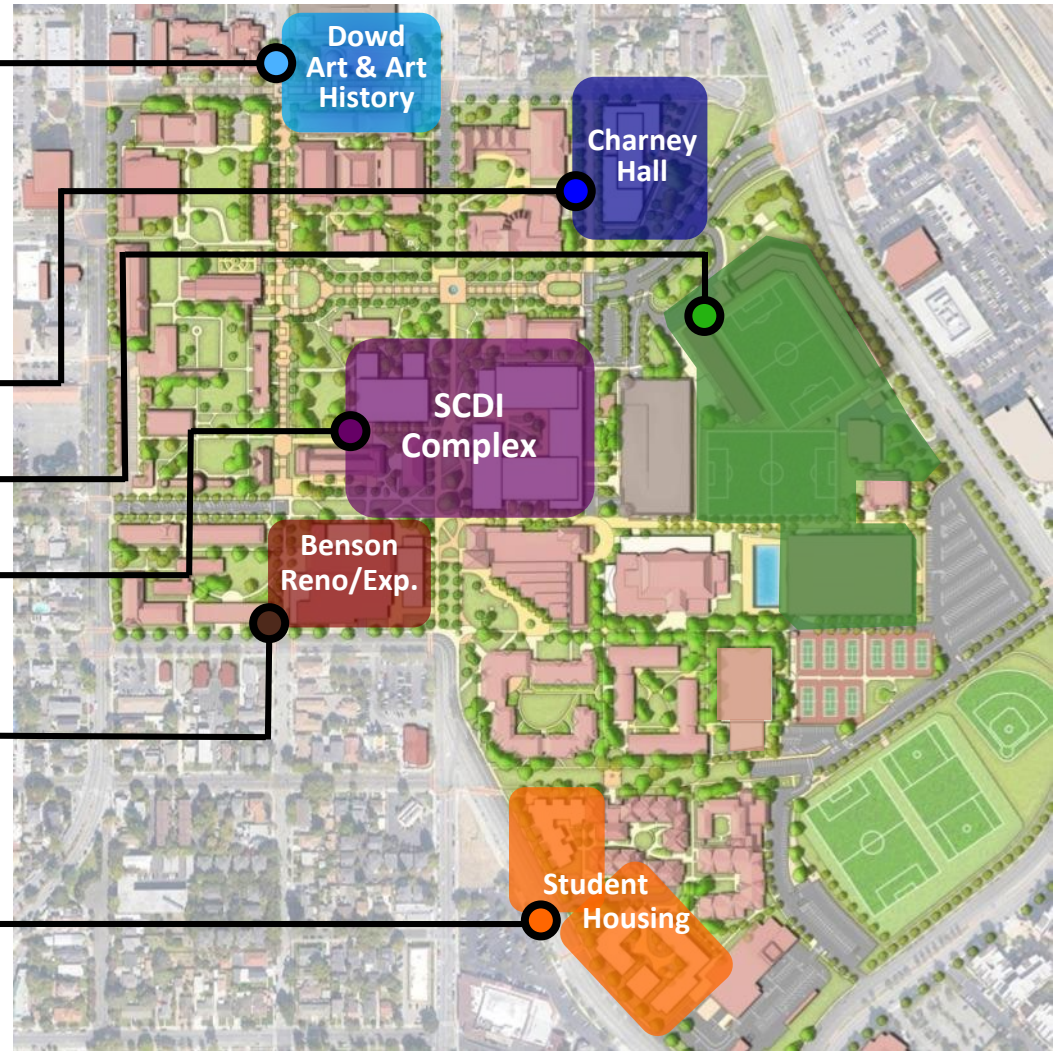 Dowd
Art & Art
History
Charney
Hall
SCDI
Complex
Benson
Reno/Exp.
Student
Housing